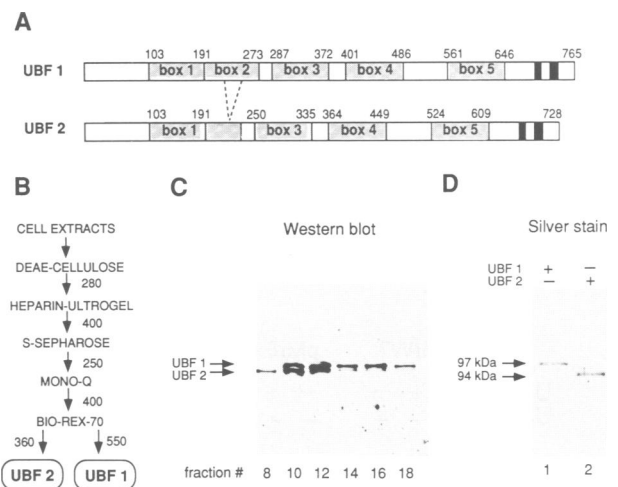 A
103 191 273 287 372 401 486 561 646 765
UBF 1 box 1 box 2 box 3 box 4 box 5
103 191 250 335 364 449 524 609 728
UBF 2 box 1 box 3 box 4 box 5
B
CELL EXTRACTS
DEAE-CELLULOSE
280
HEPARIN-ULTROGEL
400
S-SEPHAROSE
250
MONO-Q
400
BIO-REX-70
360 550
UBF 2 UBF 1
C
Western blot
UBF 1
UBF 2
fraction # 8 10 12 14 16 18
D
Silver stain
UBF 1 + –
UBF 2 – +
97 kDa
94 kDa
1 2